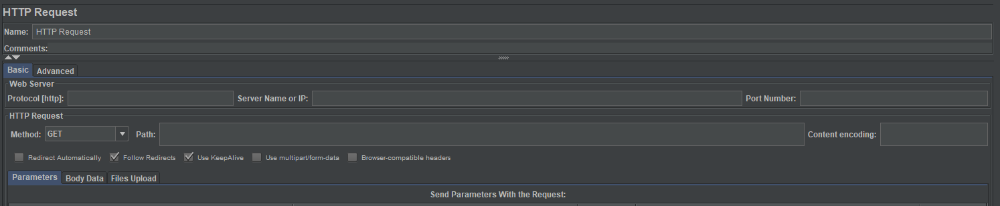 HTTP Request
Name: HTTP Request
Comments:
Basic Advanced
Web Server
Protocol [http]: Server Name or IP: Port Number:
HTTP Request
Method: GET Path: Content encoding:
Redirect Automatically Follow Redirects Use KeepAlive Use multipart/form-data Browser-compatible headers
Parameters Body Data Files Upload
Send Parameters With the Request: